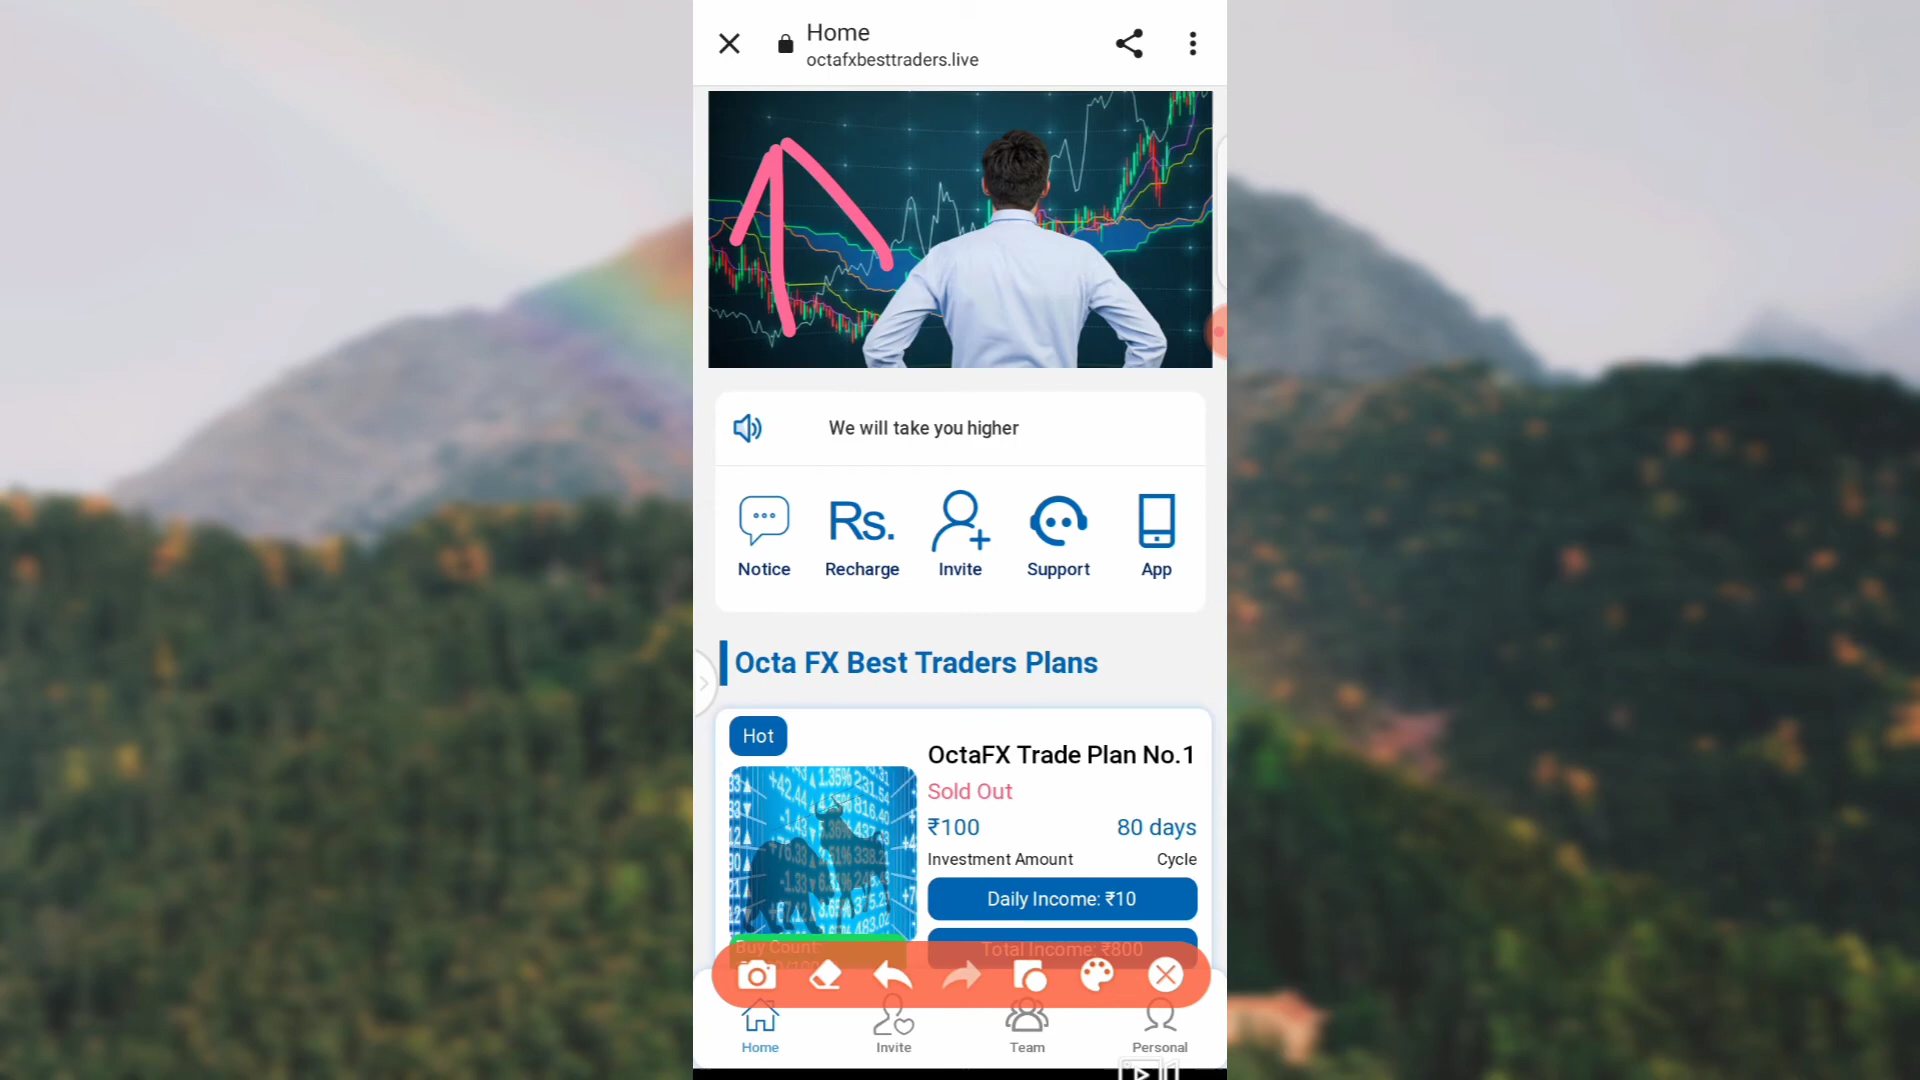 Home
octafxbesttraders.live
We will take you higher
Rs.
Notice
Recharge
Invite
Support
App
Octa FX Best Traders Plans
Hot
OctaFX Trade Plan No.1
Sold Out
₹100
80 days
Investment Amount
Cycle
Daily Income: ₹10
Total Income: ₹800
Buy Count:
Home
Invite
Team
Personal